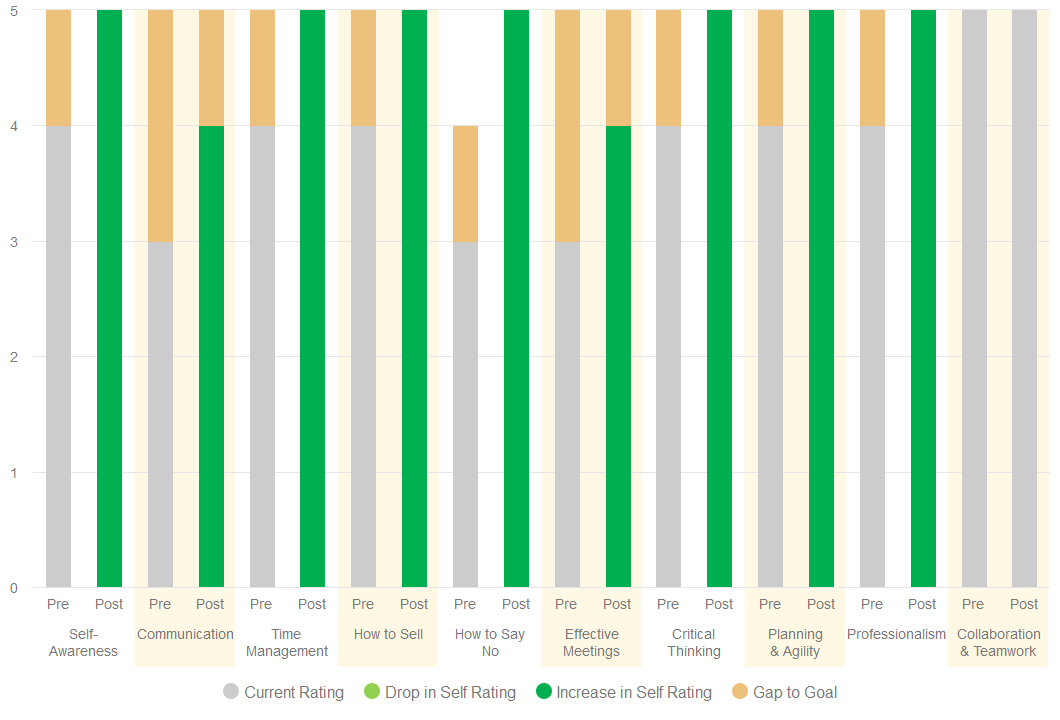 5
4
3
2
1
0
Pre Post Pre Post Pre Post Pre Post Pre Post Pre Post Pre Post Pre Post Pre Post Pre Post
Self-
Awareness
Communication
Time
Management
How to Sell
How to Say
No
Effective
Meetings
Critical
Thinking
Planning
& Agility
Professionalism
Collaboration
& Teamwork
Current Rating Drop in Self Rating Increase in Self Rating Gap to Goal